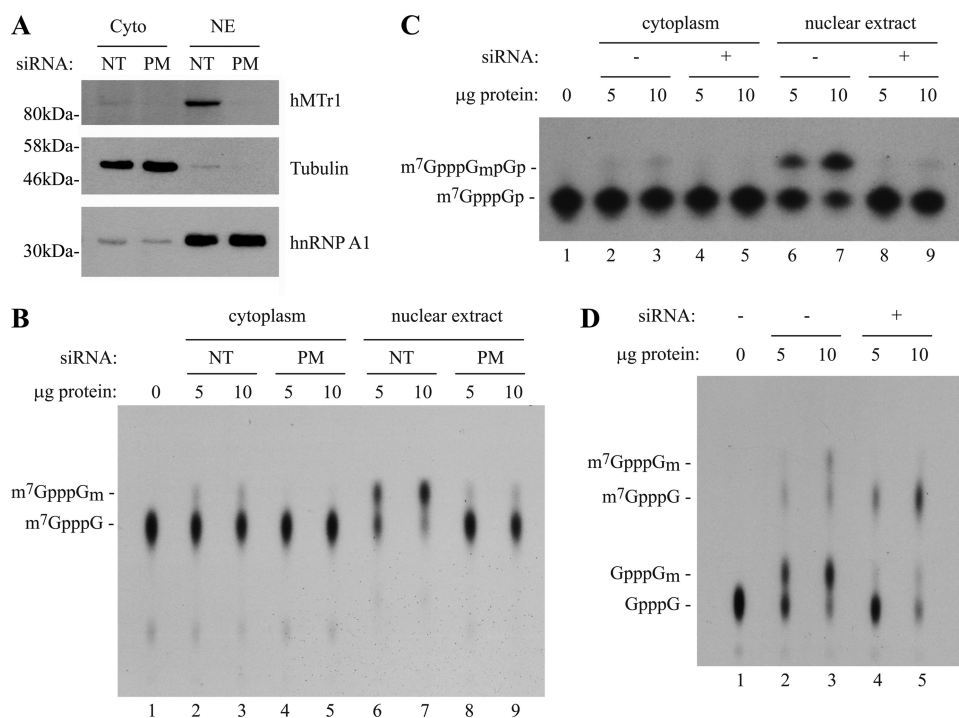 A
Cyto NE
siRNA: NT PM NT PM
80kDa- hMTr1
58kDa-
46kDa- Tubulin
30kDa- hnRNP A1
B
cytoplasm nuclear extract
siRNA: NT PM NT PM
µg protein: 0 5 10 5 10 5 10 5 10
m7GpppGm -
m7GpppG -
1 2 3 4 5 6 7 8 9
C
cytoplasm nuclear extract
siRNA: - + - +
µg protein: 0 5 10 5 10 5 10 5 10
m7GpppGmpGp -
m7GpppGp -
1 2 3 4 5 6 7 8 9
D
siRNA: - - +
µg protein: 0 5 10 5 10
m7GpppGm -
m7GpppG -
GpppGm -
GpppG -
1 2 3 4 5